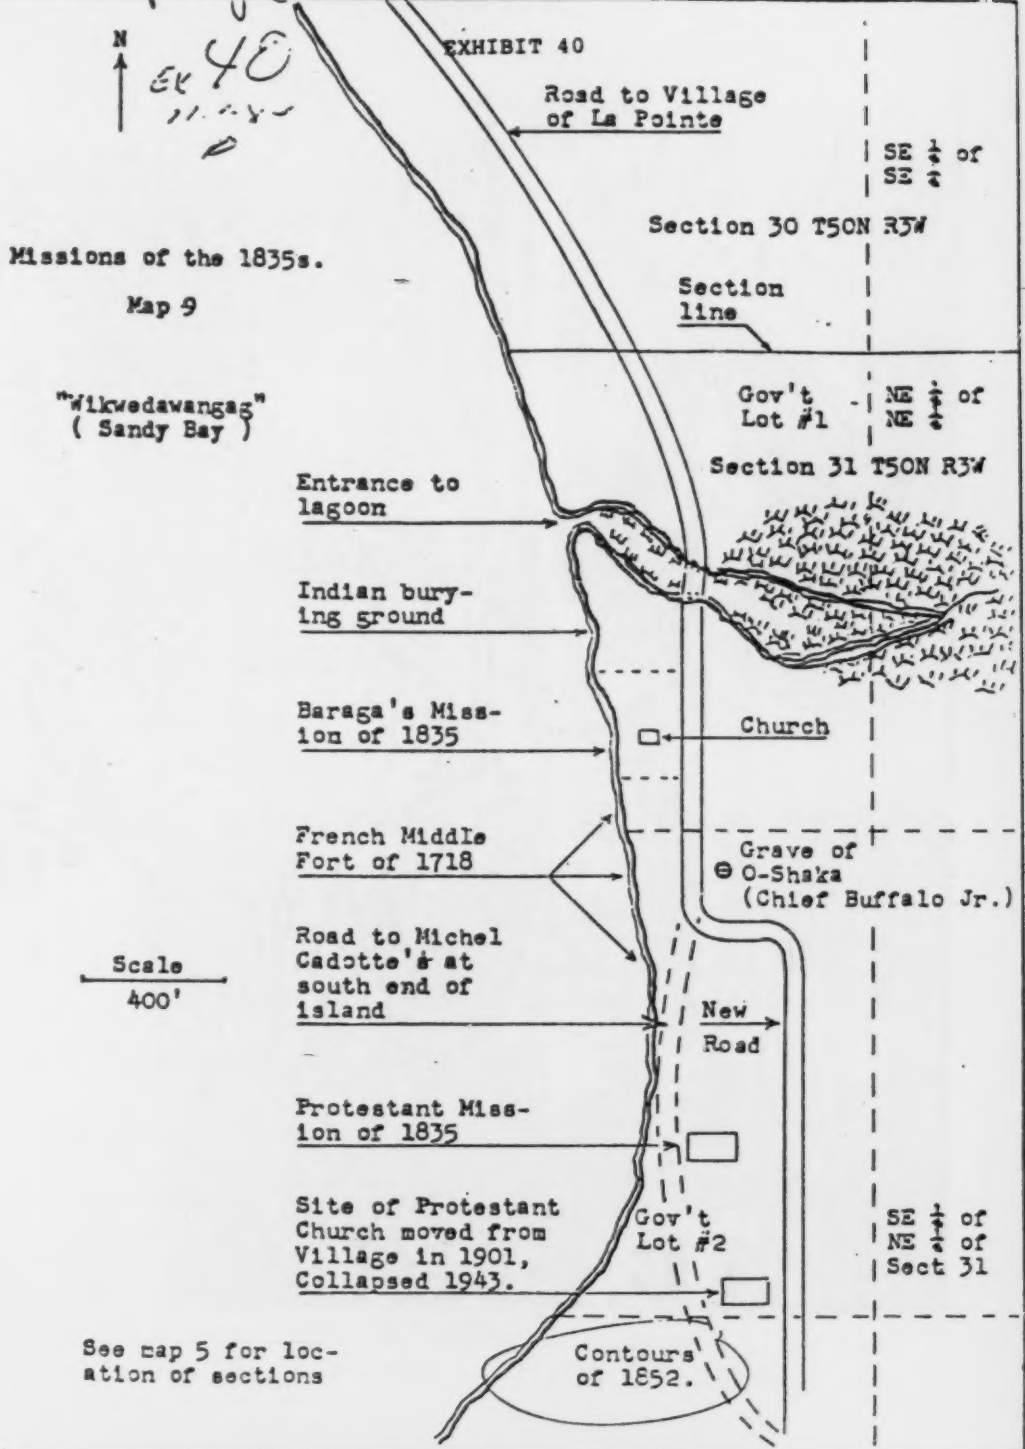 N
EXHIBIT 40
Ex 40
Road to Village
of La Pointe
SE ¼ of
SE ¼
Section 30 T5ON R3W
Missions of the 1835s.
Map 9
Section
line
"Wikwedawangag"
( Sandy Bay )
Gov't
Lot #1
NE ¼ of
NE ¼
Section 31 T5ON R3W
Entrance to
lagoon
Indian bury-
ing ground
Baraga's Miss-
ion of 1835
Church
French Middle
Fort of 1718
Grave of
O-Shaka
(Chief Buffalo Jr.)
Road to Michel
Cadotte's at
south end of
island
Scale
400'
New
Road
Protestant Miss-
ion of 1835
Site of Protestant
Church moved from
Village in 1901,
Collapsed 1943.
Gov't
Lot #2
SE ¼ of
NE ¼ of
Sect 31
See map 5 for loc-
ation of sections
Contours
of 1852.